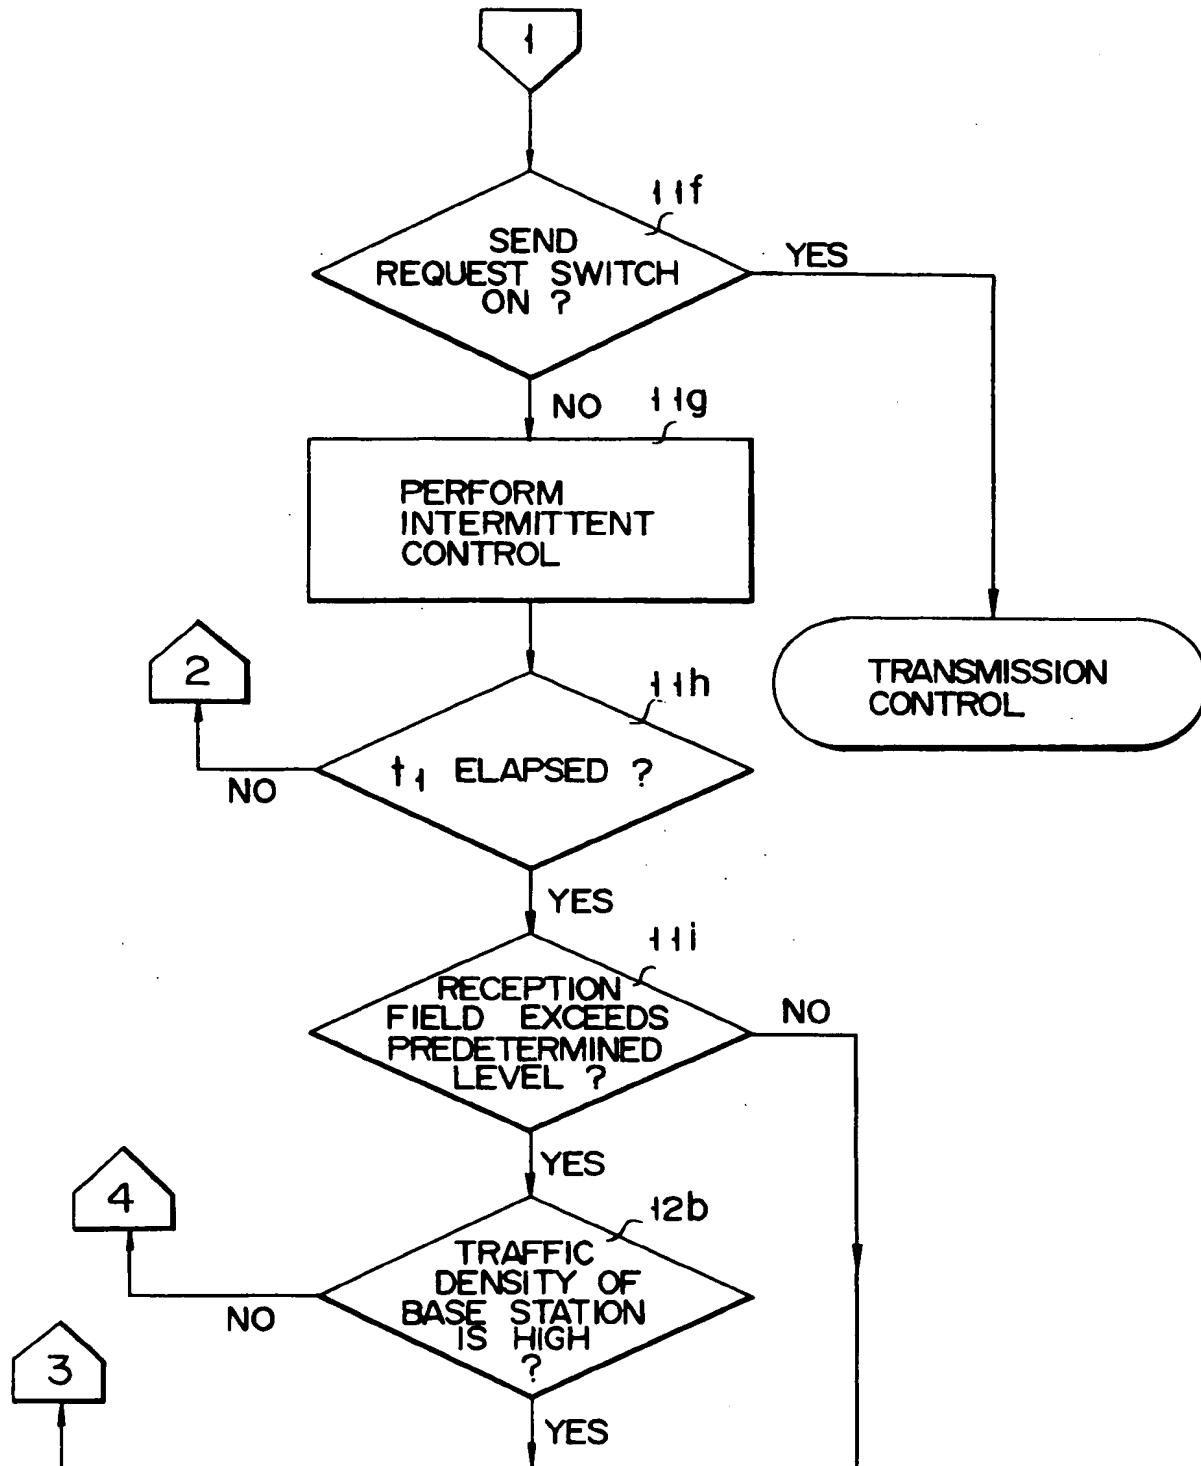 1
11f
SEND
REQUEST SWITCH
ON ?
YES
NO
11g
PERFORM
INTERMITTENT
CONTROL
2
TRANSMISSION
CONTROL
11h
t1 ELAPSED ?
NO
YES
11i
RECEPTION
FIELD EXCEEDS
PREDETERMINED
LEVEL ?
NO
YES
4
12b
TRAFFIC
DENSITY OF
BASE STATION
IS HIGH
?
NO
3
YES